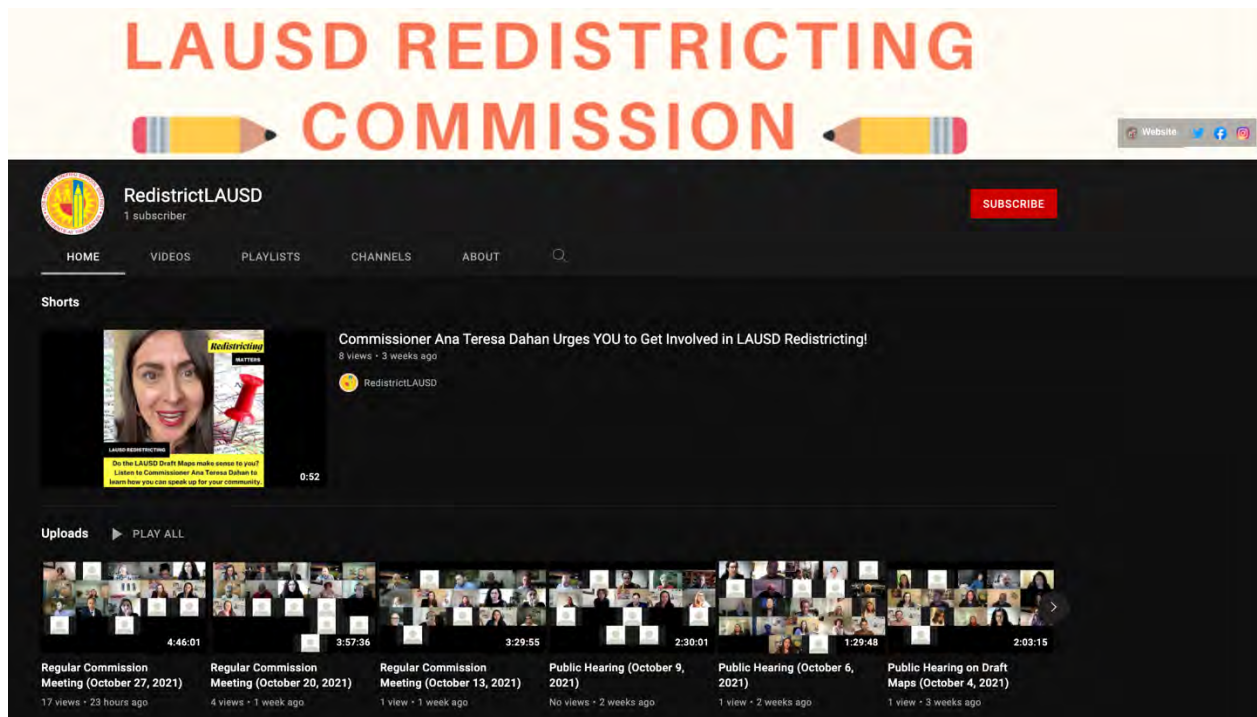 LAUSD REDISTRICTING
COMMISSION
Website
RedistrictLAUSD
1 subscriber
SUBSCRIBE
HOME
VIDEOS
PLAYLISTS
CHANNELS
ABOUT
Shorts
Redistricting
MATTERS
LAUSD REDISTRICTING
Do the LAUSD Draft Maps make sense to you?
Listen to Commissioner Ana Teresa Dahan to
learn how you can speak up for your community.
0:52
Commissioner Ana Teresa Dahan Urges YOU to Get Involved in LAUSD Redistricting!
8 views • 3 weeks ago
RedistrictLAUSD
Uploads
PLAY ALL
4:46:01
Regular Commission
Meeting (October 27, 2021)
17 views • 23 hours ago
3:57:36
Regular Commission
Meeting (October 20, 2021)
4 views • 1 week ago
3:29:55
Regular Commission
Meeting (October 13, 2021)
1 view • 1 week ago
2:30:01
Public Hearing (October 9,
2021)
No views • 2 weeks ago
1:29:48
Public Hearing (October 6,
2021)
1 view • 2 weeks ago
2:03:15
Public Hearing on Draft
Maps (October 4, 2021)
1 view • 3 weeks ago